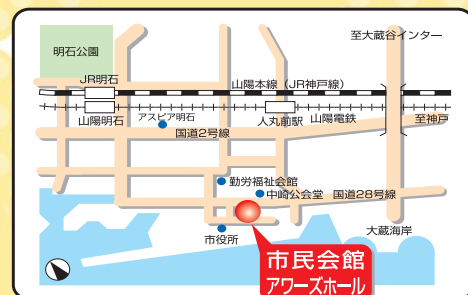 明石公園
至大蔵谷インター
JR明石
山陽本線（JR神戸線）
山陽明石
アスピア明石
人丸前駅
山陽電鉄
至神戸
国道2号線
勤労福祉会館
中崎公会堂
国道28号線
市役所
大蔵海岸
市民会館
アワーズホール